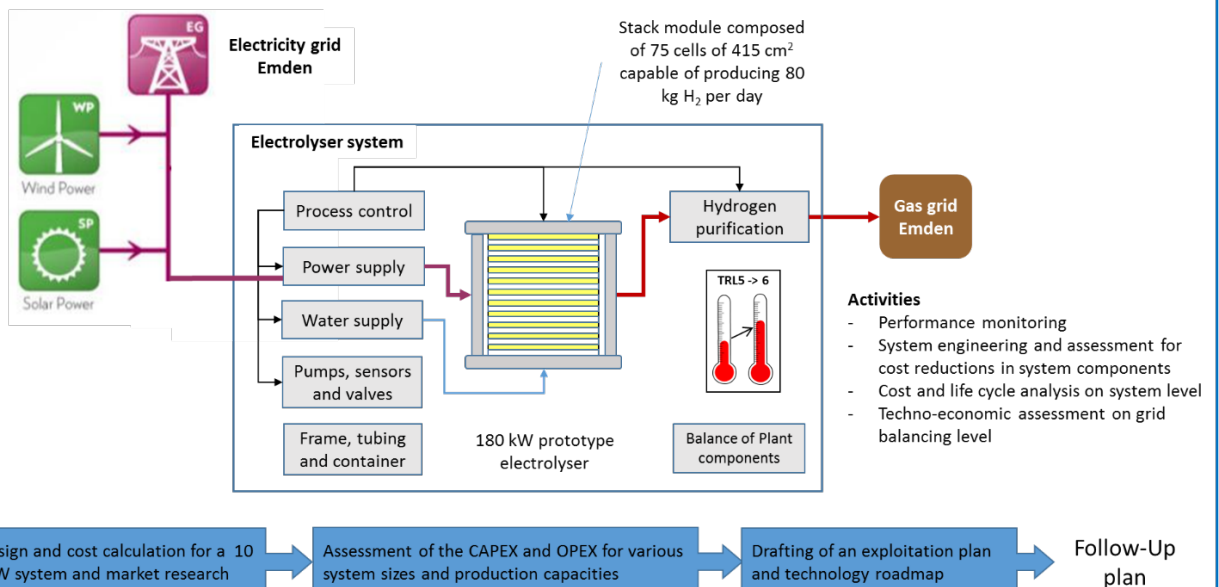 EG
Electricity grid
Emden
WP
Wind Power
SP
Solar Power
Stack module composed
of 75 cells of 415 cm²
capable of producing 80
kg H₂ per day
Electrolyser system
Process control
Power supply
Water supply
Pumps, sensors
and valves
Frame, tubing
and container
180 kW prototype
electrolyser
Hydrogen
purification
TRL5 -> 6
Balance of Plant
components
Gas grid
Emden
Activities
- Performance monitoring
- System engineering and assessment for
cost reductions in system components
- Cost and life cycle analysis on system level
- Techno-economic assessment on grid
balancing level
sign and cost calculation for a 10
W system and market research
Assessment of the CAPEX and OPEX for various
system sizes and production capacities
Drafting of an exploitation plan
and technology roadmap
Follow-Up
plan